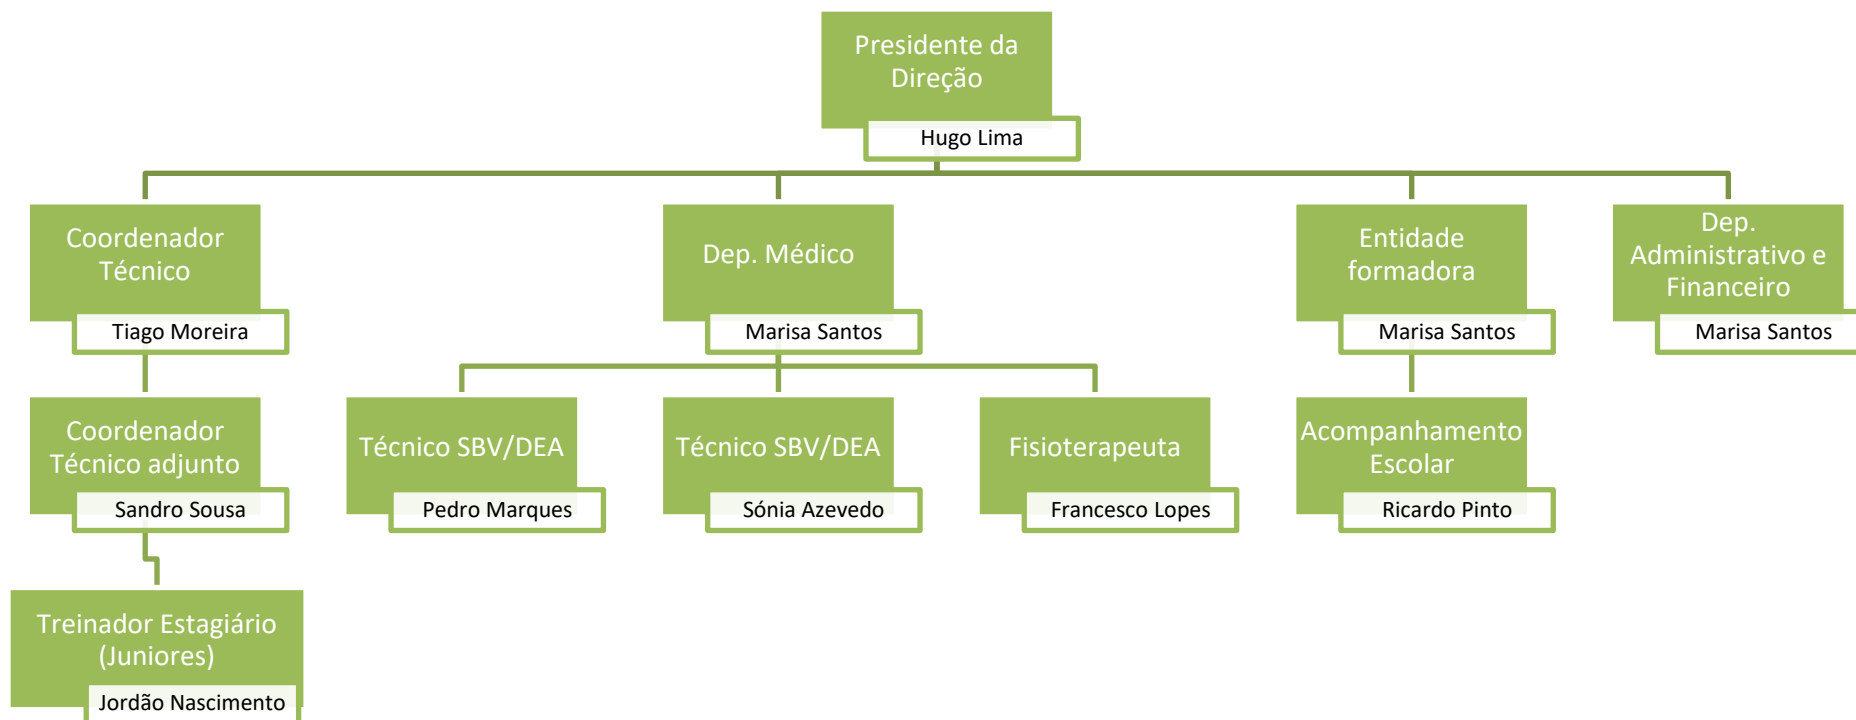 Presidente da
Direção
Hugo Lima
Coordenador
Técnico
Tiago Moreira
Dep. Médico
Marisa Santos
Entidade
formadora
Marisa Santos
Dep.
Administrativo e
Financeiro
Marisa Santos
Coordenador
Técnico adjunto
Sandro Sousa
Técnico SBV/DEA
Pedro Marques
Técnico SBV/DEA
Sónia Azevedo
Fisioterapeuta
Francesco Lopes
Acompanhamento
Escolar
Ricardo Pinto
Treinador Estagiário
(Juniores)
Jordão Nascimento